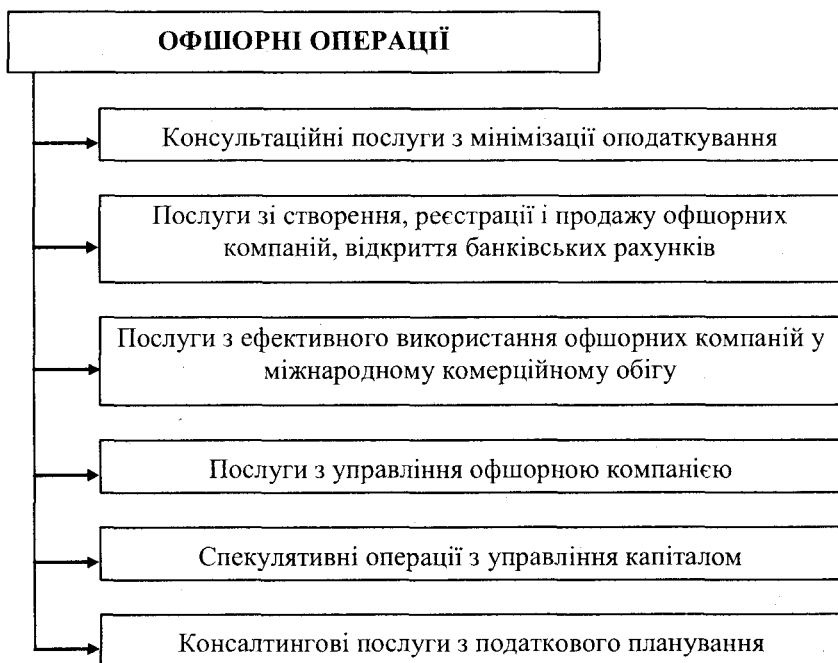 ОФШОРНІ ОПЕРАЦІЇ
Консультаційні послуги з мінімізації оподаткування
Послуги зі створення, реєстрації і продажу офшорних
компаній, відкриття банківських рахунків
Послуги з ефективного використання офшорних компаній у
міжнародному комерційному обігу
Послуги з управління офшорною компанією
Спекулятивні операції з управління капіталом
Консалтингові послуги з податкового планування